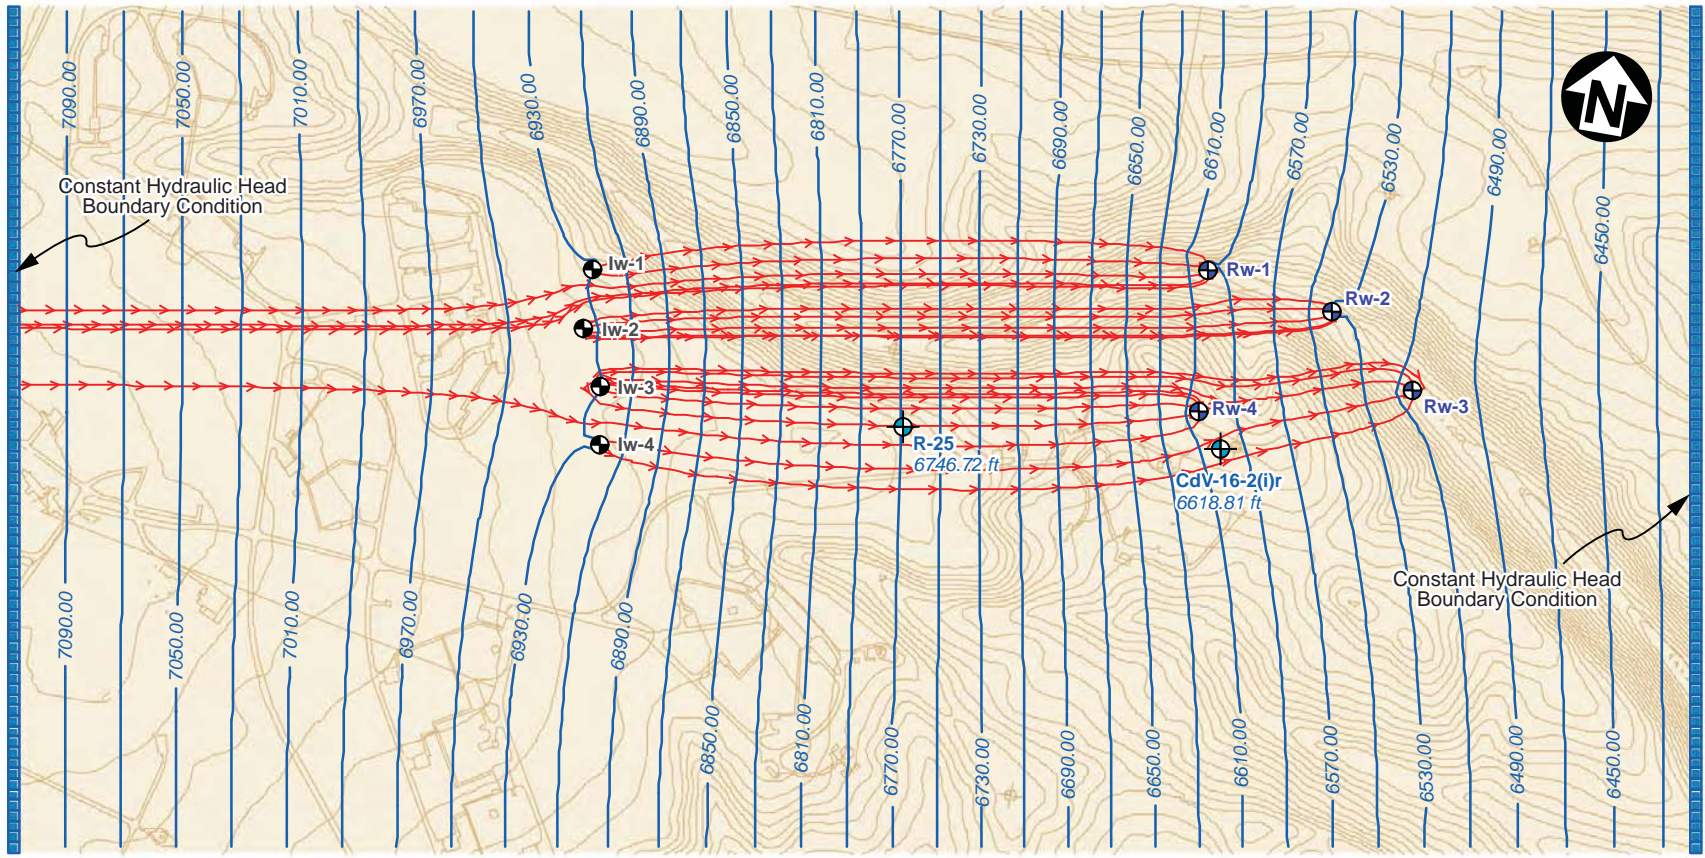 7090.00
7050.00
7010.00
6970.00
6930.00
6890.00
6850.00
6810.00
6770.00
6730.00
6690.00
6650.00
6610.00
6570.00
6530.00
6490.00
6450.00
N
Constant Hydraulic Head
Boundary Condition
Iw-1
Rw-1
Rw-2
Iw-2
Iw-3
Rw-3
Rw-4
Iw-4
R-25
6746.72 ft
CdV-16-2(i)r
6618.81 ft
Constant Hydraulic Head
Boundary Condition
7090.00
7050.00
7010.00
6970.00
6930.00
6890.00
6850.00
6810.00
6770.00
6730.00
6690.00
6650.00
6610.00
6570.00
6530.00
6490.00
6450.00